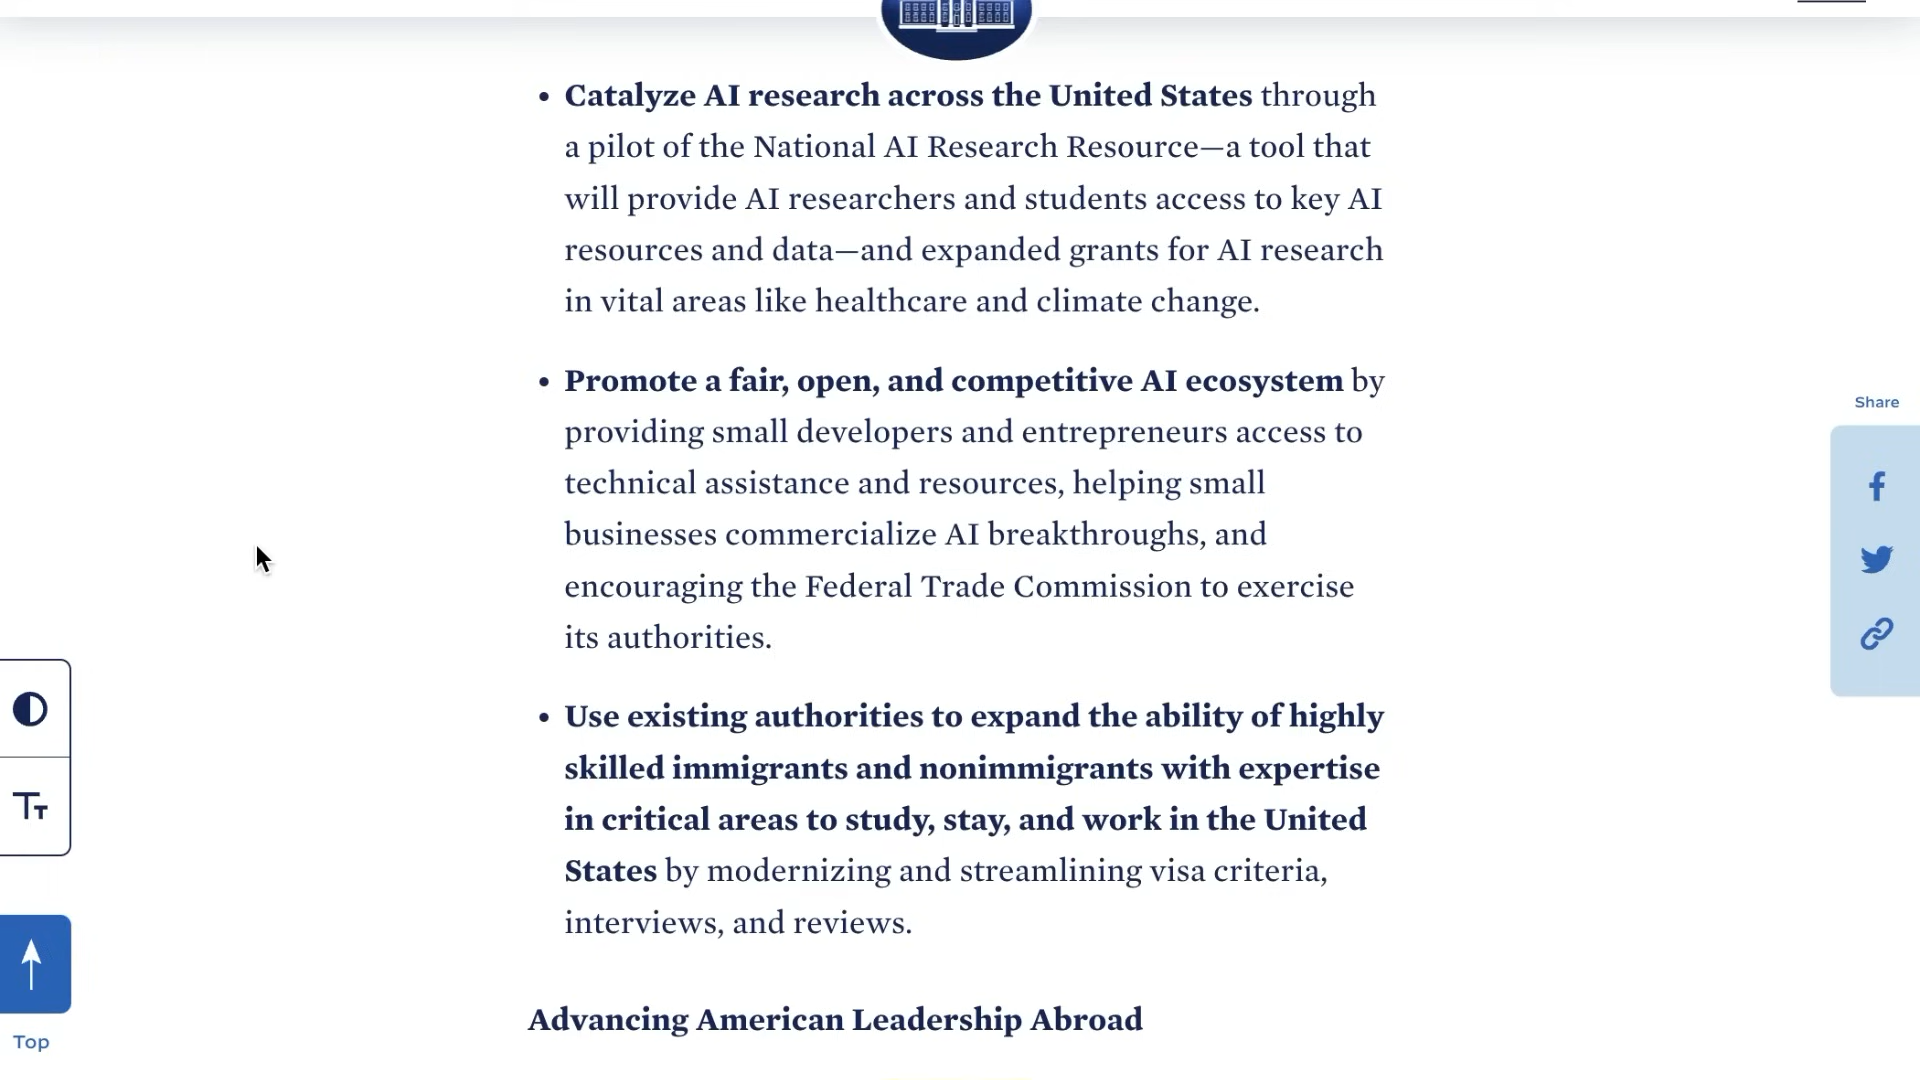 • Catalyze AI research across the United States through
a pilot of the National AI Research Resource—a tool that
will provide AI researchers and students access to key AI
resources and data—and expanded grants for AI research
in vital areas like healthcare and climate change.
• Promote a fair, open, and competitive AI ecosystem by
providing small developers and entrepreneurs access to
technical assistance and resources, helping small
businesses commercialize AI breakthroughs, and
encouraging the Federal Trade Commission to exercise
its authorities.
• Use existing authorities to expand the ability of highly
skilled immigrants and nonimmigrants with expertise
in critical areas to study, stay, and work in the United
States by modernizing and streamlining visa criteria,
interviews, and reviews.
Advancing American Leadership Abroad
Share
Tт
Top